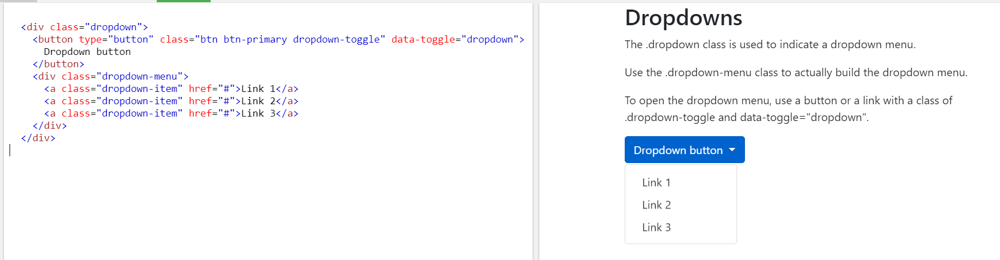 <div class="dropdown">
<button type="button" class="btn btn-primary dropdown-toggle" data-toggle="dropdown">
Dropdown button
</button>
<div class="dropdown-menu">
<a class="dropdown-item" href="#">Link 1</a>
<a class="dropdown-item" href="#">Link 2</a>
<a class="dropdown-item" href="#">Link 3</a>
</div>
</div>
Dropdowns
The .dropdown class is used to indicate a dropdown menu.
Use the .dropdown-menu class to actually build the dropdown menu.
To open the dropdown menu, use a button or a link with a class of
.dropdown-toggle and data-toggle="dropdown".
Dropdown button
Link 1
Link 2
Link 3